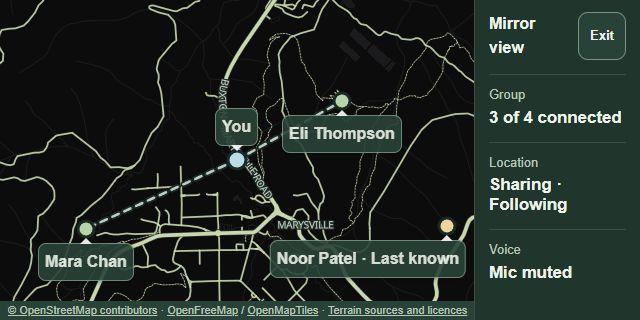 Mirror
view
Exit
Group
3 of 4 connected
Location
Sharing ·
Following
Voice
Mic muted
You
Eli Thompson
MARYSVILLE
Mara Chan
Noor Patel · Last known
© OpenStreetMap contributors · OpenFreeMap / OpenMapTiles · Terrain sources and licences